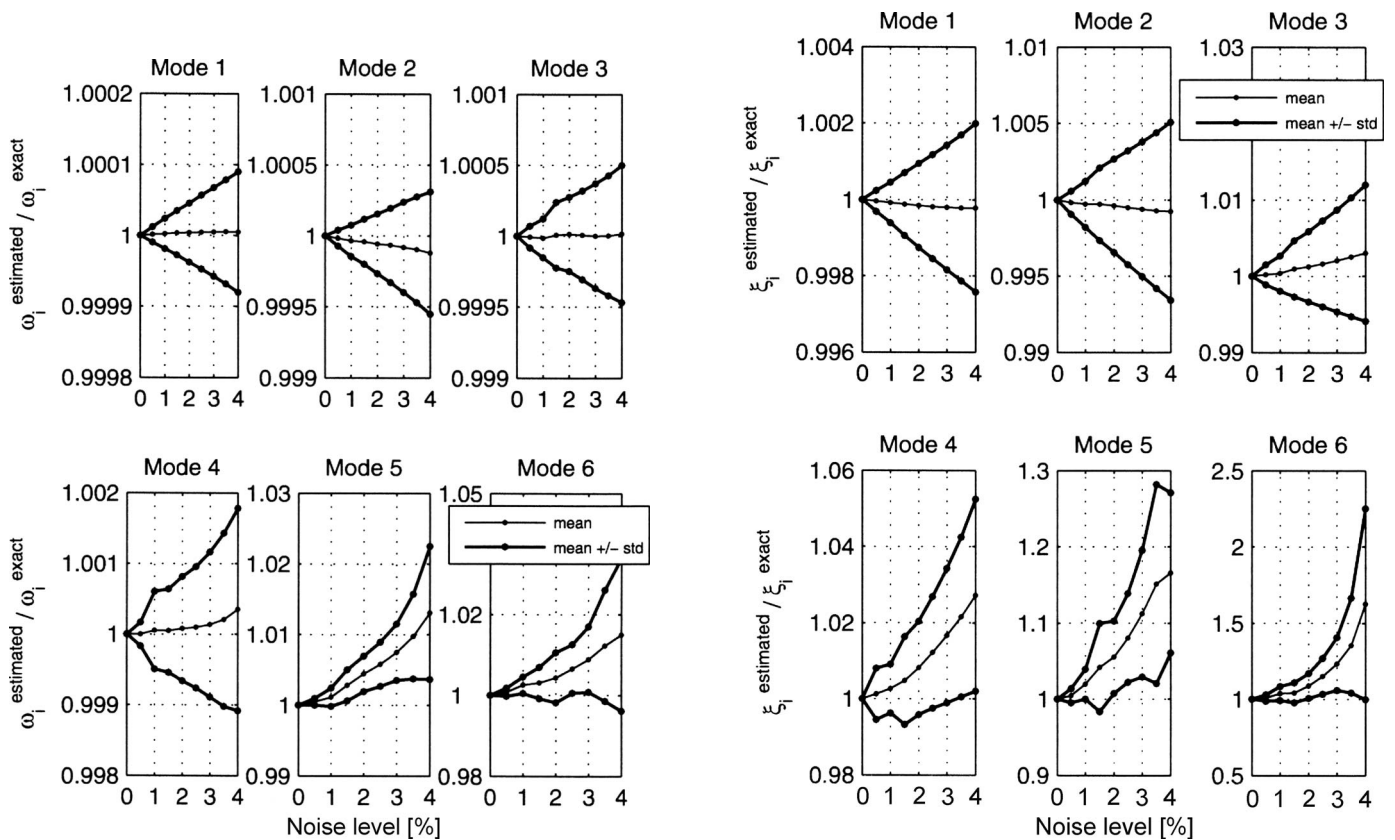 Mode 1
Mode 2
Mode 3
1.0002
1.0001
1
0.9999
0.9998
1.001
1.0005
1
0.9995
0.999
1.001
1.0005
1
0.9995
0.999
0 1 2 3 4
0 1 2 3 4
0 1 2 3 4
ω_i^estimated / ω_i^exact
Mode 4
Mode 5
Mode 6
1.002
1.001
1
0.999
0.998
1.03
1.02
1.01
1
0.99
1.05
1.02
1
0.98
mean
mean +/− std
0 1 2 3 4
0 1 2 3 4
0 1 2 3 4
ω_i^estimated / ω_i^exact
Noise level [%]
Mode 1
Mode 2
Mode 3
1.004
1.002
1
0.998
0.996
1.01
1.005
1
0.995
0.99
1.03
1.01
1
0.99
mean
mean +/− std
0 1 2 3 4
0 1 2 3 4
0 1 2 3 4
ξ_i^estimated / ξ_i^exact
Mode 4
Mode 5
Mode 6
1.06
1.04
1.02
1
0.98
1.3
1.2
1.1
1
0.9
2.5
2
1.5
1
0.5
0 1 2 3 4
0 1 2 3 4
0 1 2 3 4
ξ_i^estimated / ξ_i^exact
Noise level [%]